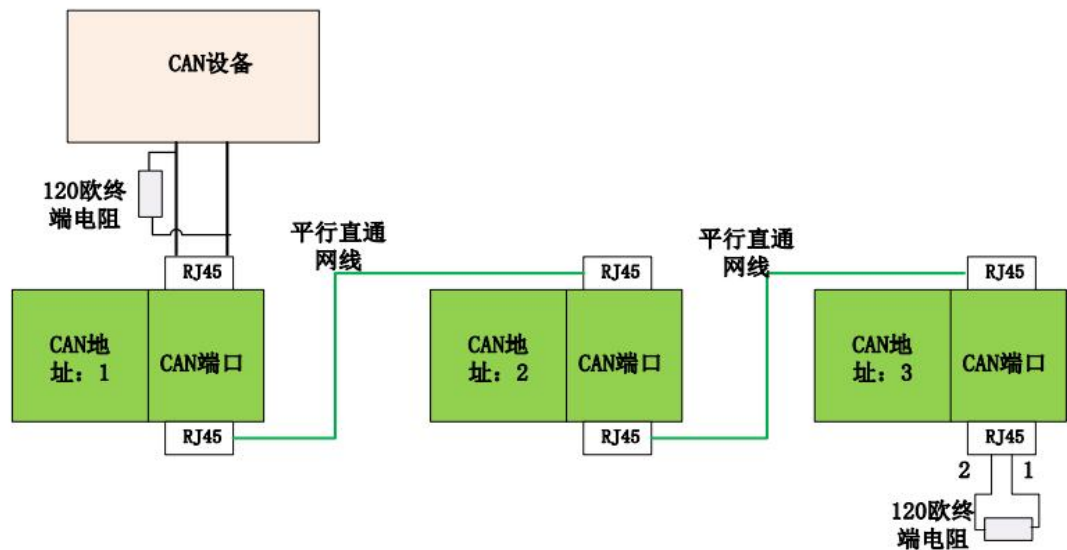 CAN设备
120欧终
端电阻
平行直通
网线
平行直通
网线
RJ45
RJ45
RJ45
CAN地
址：1
CAN端口
CAN地
址：2
CAN端口
CAN地
址：3
CAN端口
RJ45
RJ45
RJ45
2
1
120欧终
端电阻